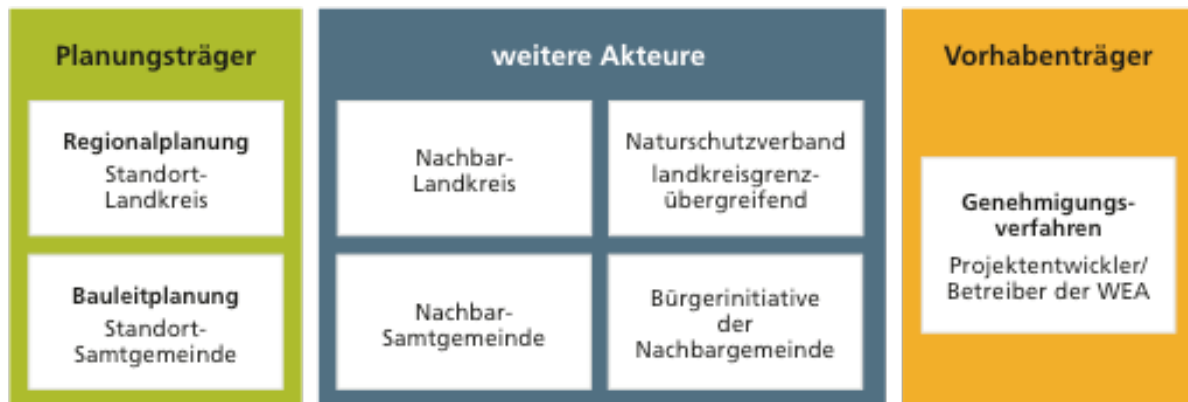 Planungsträger
Regionalplanung
Standort-
Landkreis
Bauleitplanung
Standort-
Samtgemeinde
weitere Akteure
Nachbar-
Landkreis
Naturschutzverband
landkreisgrenz-
übergreifend
Nachbar-
Samtgemeinde
Bürgerinitiative
der
Nachbargemeinde
Vorhabenträger
Genehmigungs-
verfahren
Projektentwickler/
Betreiber der WEA